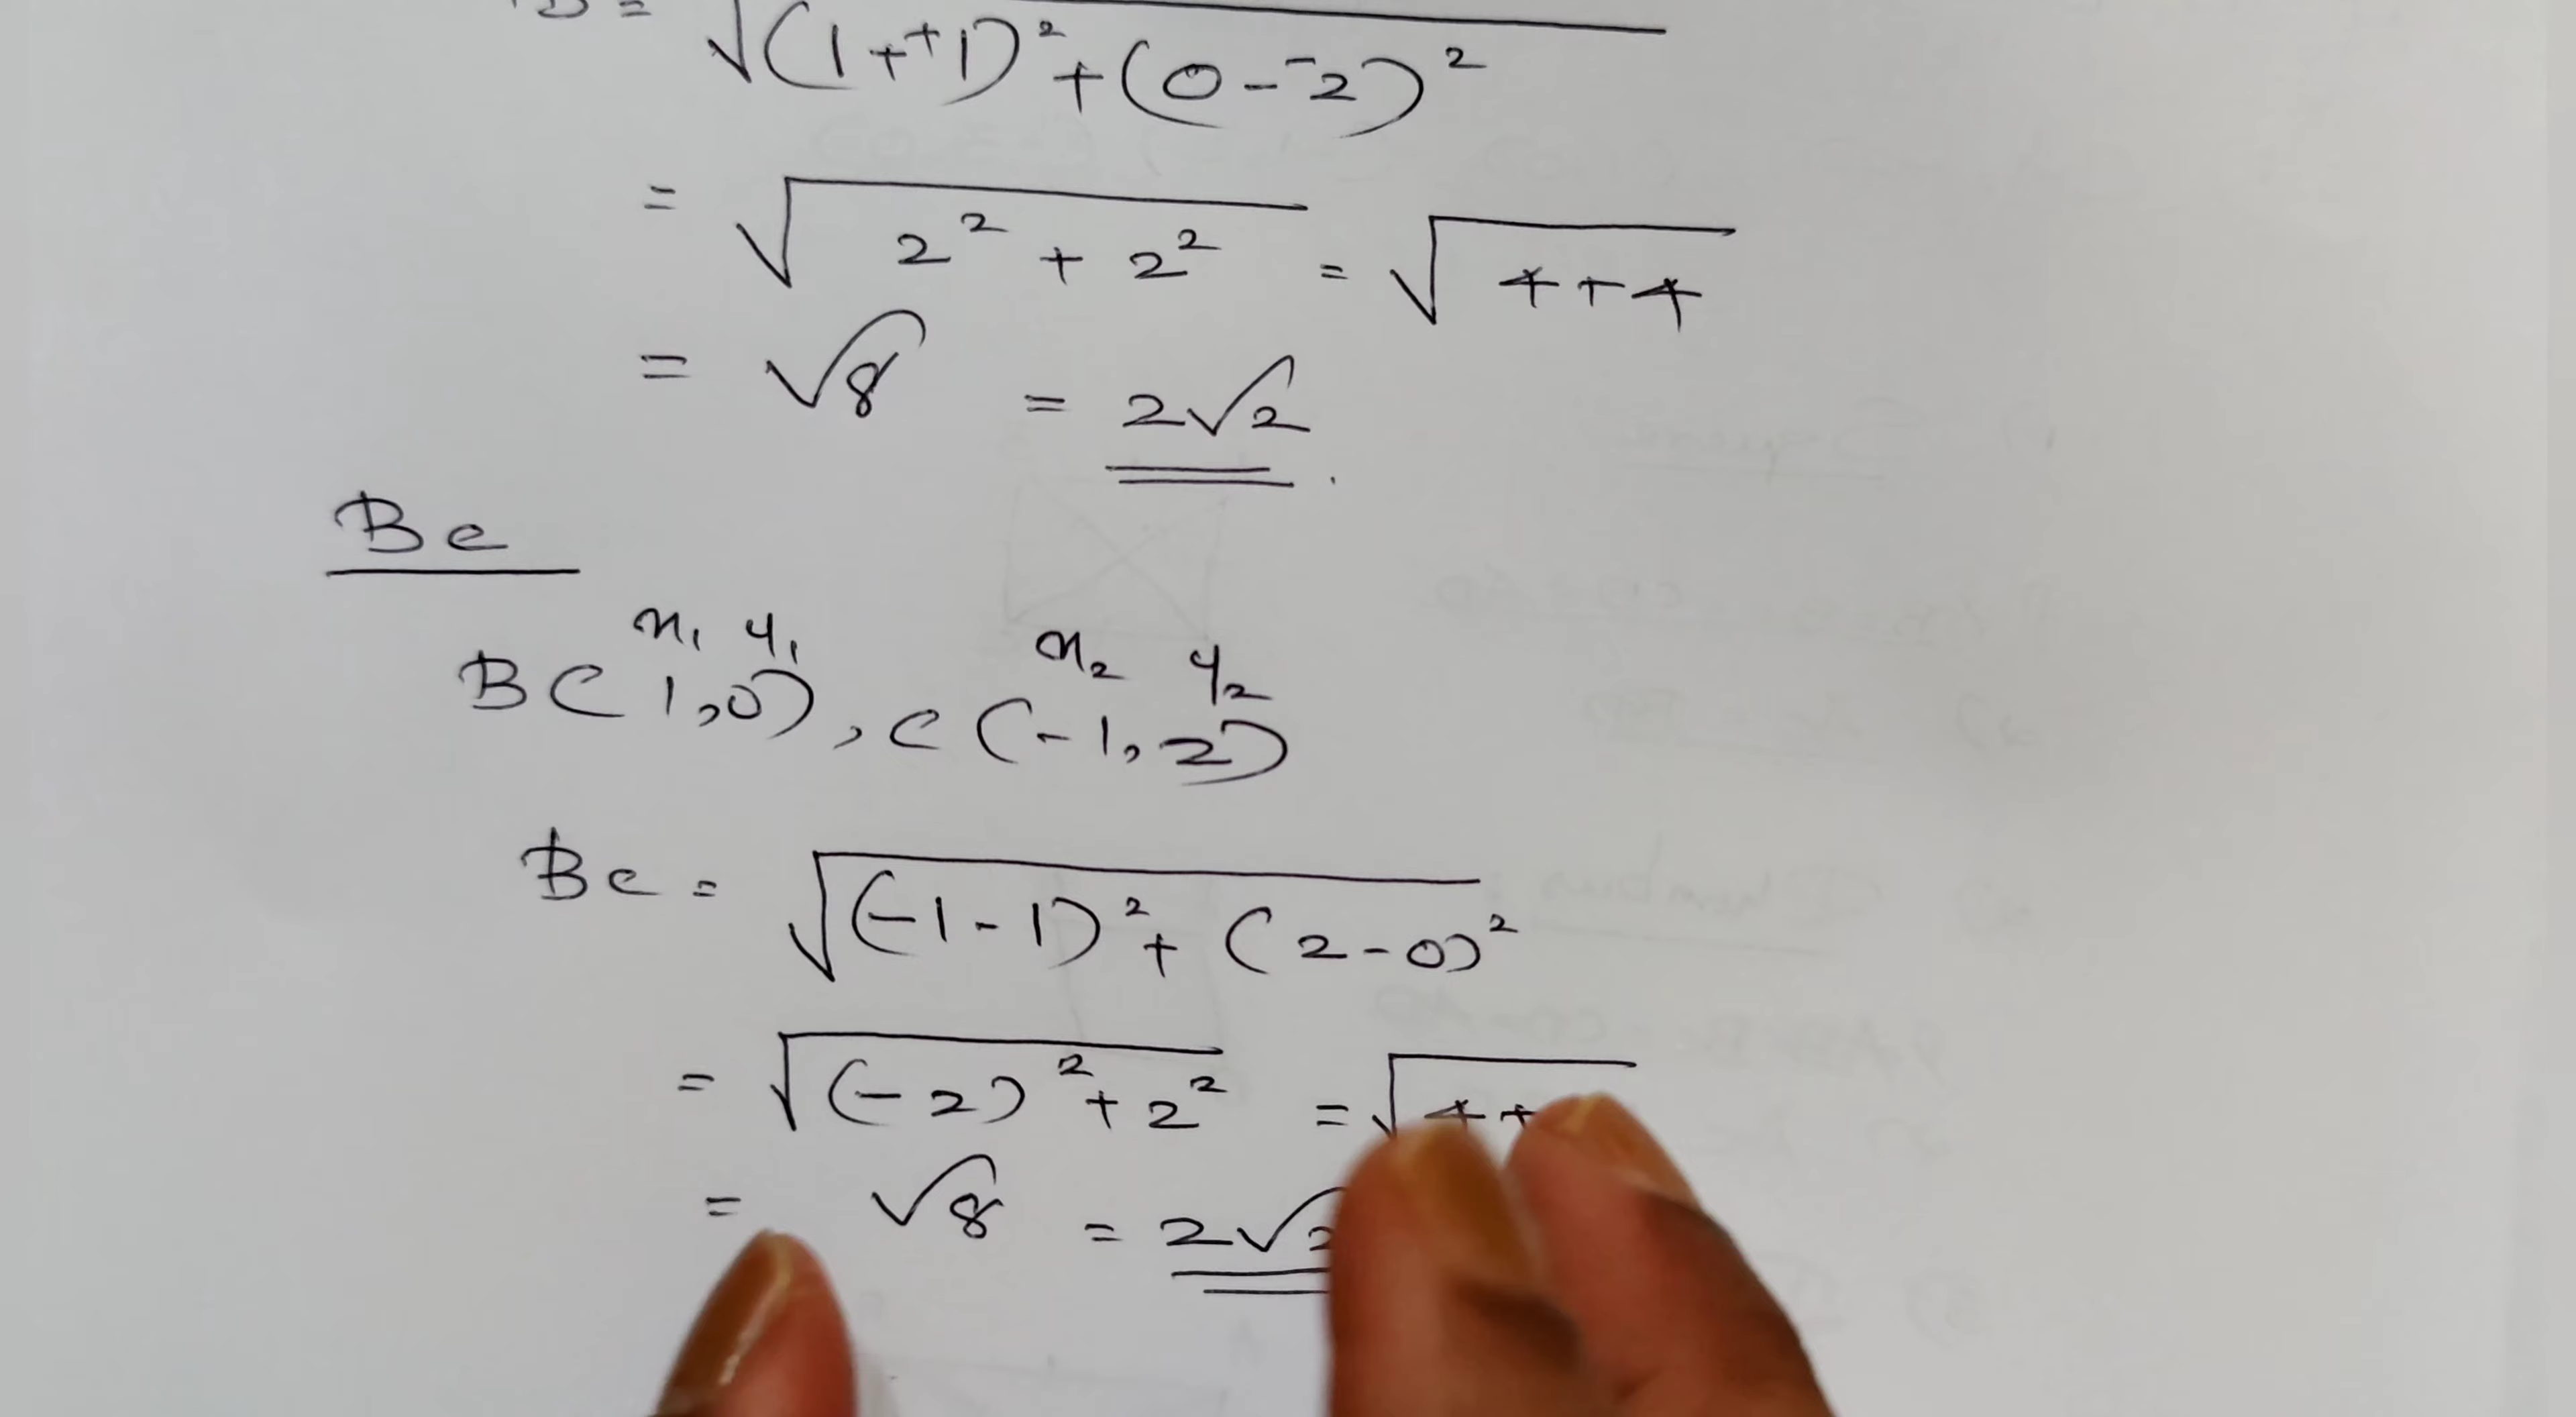 = √(1++1)² + (0-⁻2)²
= √2² + 2² = √4+4
= √8 = 2√2
BC
x₁ y₁ x₂ y₂
B(1,0), C(-1,2)
BC = √(-1-1)² + (2-0)²
= √(-2)² + 2² = √4+
= √8 = 2√2